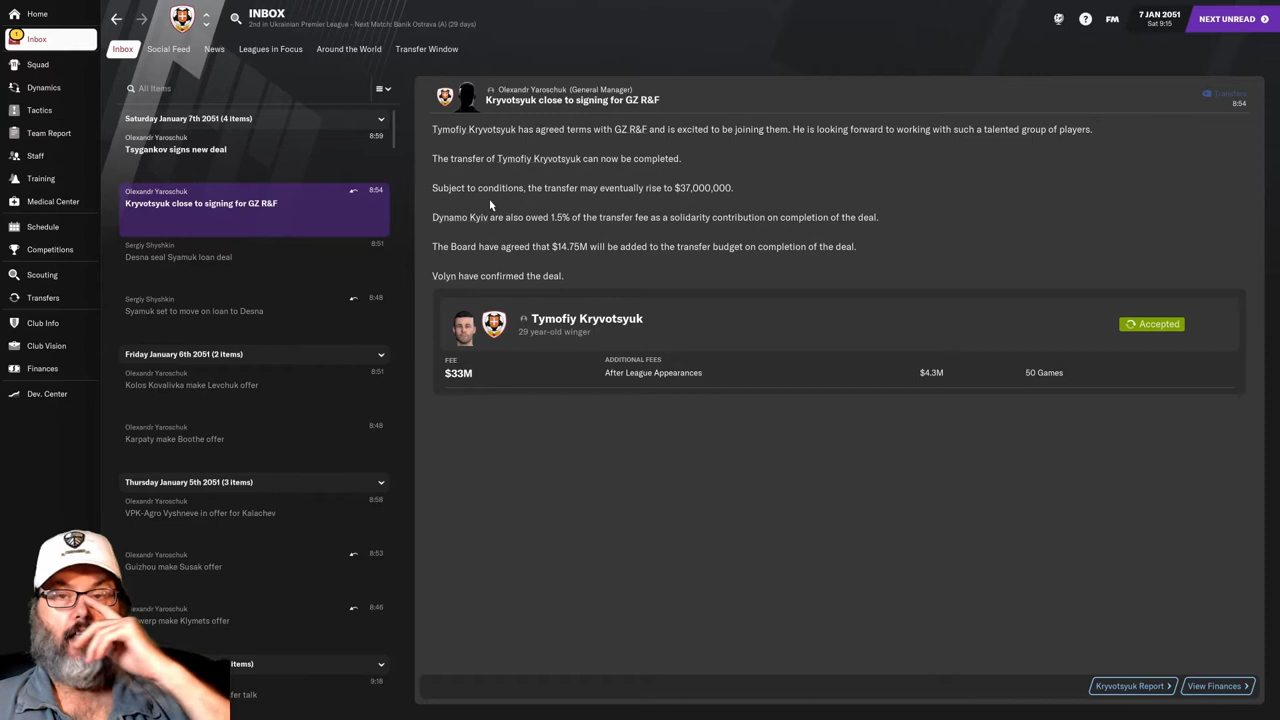 Home
Inbox
1
Squad
Dynamics
Tactics
Team Report
Staff
Training
Medical Center
Schedule
Competitions
Scouting
Transfers
Club Info
Club Vision
Finances
Dev. Center
INBOX
2nd in Ukrainian Premier League - Next Match: Banik Ostrava (A) (29 days)
?
FM
7 JAN 2051
Sat 9:15
NEXT UNREAD
Inbox
Social Feed
News
Leagues in Focus
Around the World
Transfer Window
All Items
Saturday January 7th 2051 (4 items)
Olexandr Yaroschuk
8:59
Tsygankov signs new deal
Olexandr Yaroschuk
8:54
Kryvotsyuk close to signing for GZ R&F
Sergiy Shyshkin
8:51
Desna seal Syamuk loan deal
Sergiy Shyshkin
8:48
Syamuk set to move on loan to Desna
Friday January 6th 2051 (2 items)
Olexandr Yaroschuk
8:51
Kolos Kovalivka make Levchuk offer
Olexandr Yaroschuk
8:48
Karpaty make Boothe offer
Thursday January 5th 2051 (3 items)
Olexandr Yaroschuk
8:58
VPK-Agro Vyshneve in offer for Kalachev
Olexandr Yaroschuk
8:53
Guizhou make Susak offer
Yaroschuk
8:46
make Klymets offer
items)
9:18
talk
Olexandr Yaroschuk (General Manager)
Kryvotsyuk close to signing for GZ R&F
Transfers
8:54
Tymofiy Kryvotsyuk has agreed terms with GZ R&F and is excited to be joining them. He is looking forward to working with such a talented group of players.
The transfer of Tymofiy Kryvotsyuk can now be completed.
Subject to conditions, the transfer may eventually rise to $37,000,000.
Dynamo Kyiv are also owed 1.5% of the transfer fee as a solidarity contribution on completion of the deal.
The Board have agreed that $14.75M will be added to the transfer budget on completion of the deal.
Volyn have confirmed the deal.
Tymofiy Kryvotsyuk
29 year-old winger
Accepted
FEE
ADDITIONAL FEES
$33M
After League Appearances
$4.3M
50 Games
Kryvotsyuk Report
View Finances